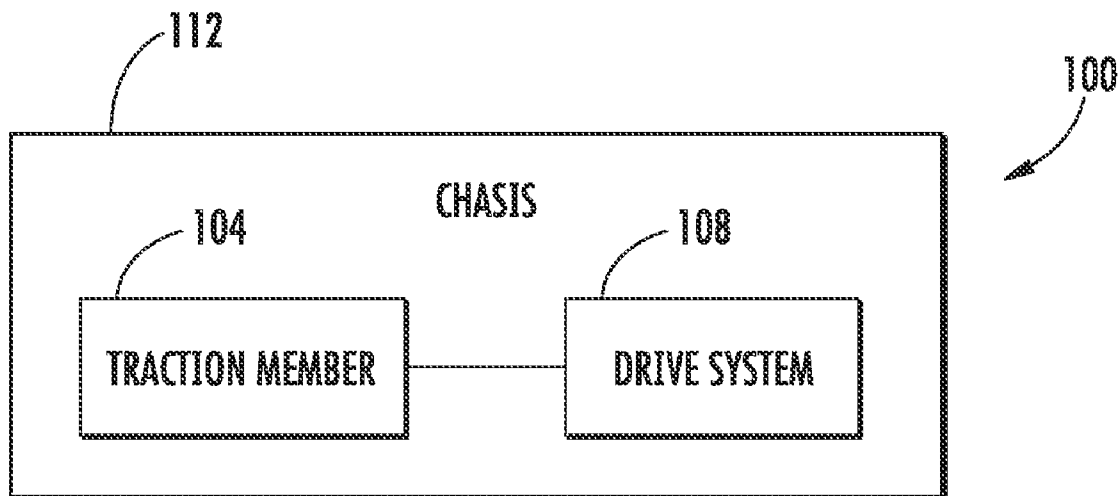 112
100
CHASIS
104
108
TRACTION MEMBER
DRIVE SYSTEM